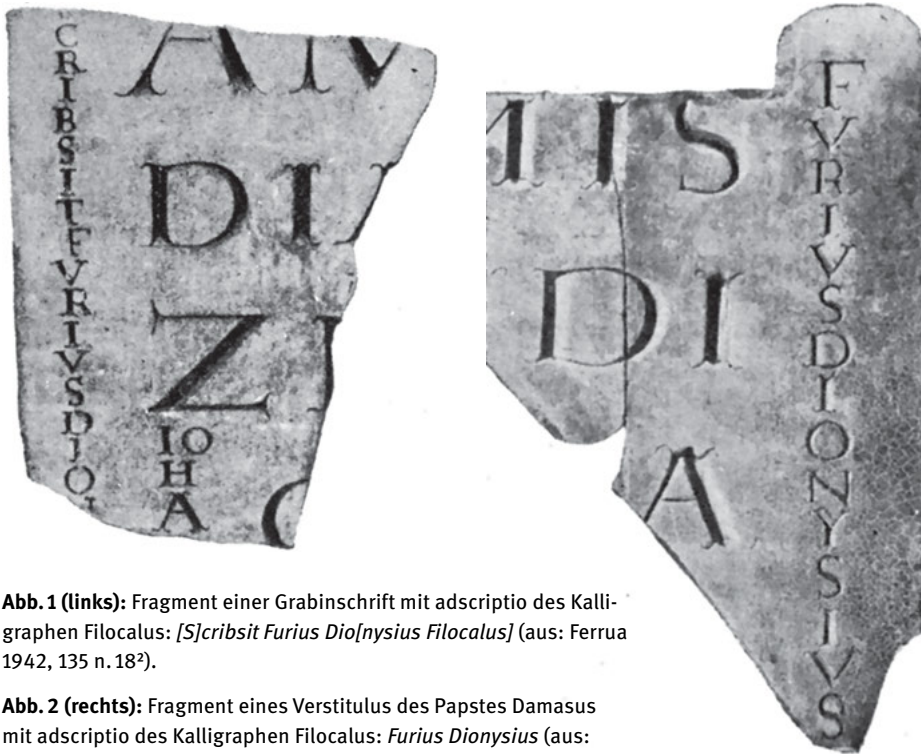 CRIBSITFVRIVSDIO
AM
DI
Z
IO
H
A
MIS
DI
A
FVRIVSDIONYSIVS
Abb. 1 (links): Fragment einer Grabinschrift mit adscriptio des Kalli-
graphen Filocalus: [S]cribsit Furius Dio[nysius Filocalus] (aus: Ferrua
1942, 135 n. 18²).
Abb. 2 (rechts): Fragment eines Verstitulus des Papstes Damasus
mit adscriptio des Kalligraphen Filocalus: Furius Dionysius (aus: